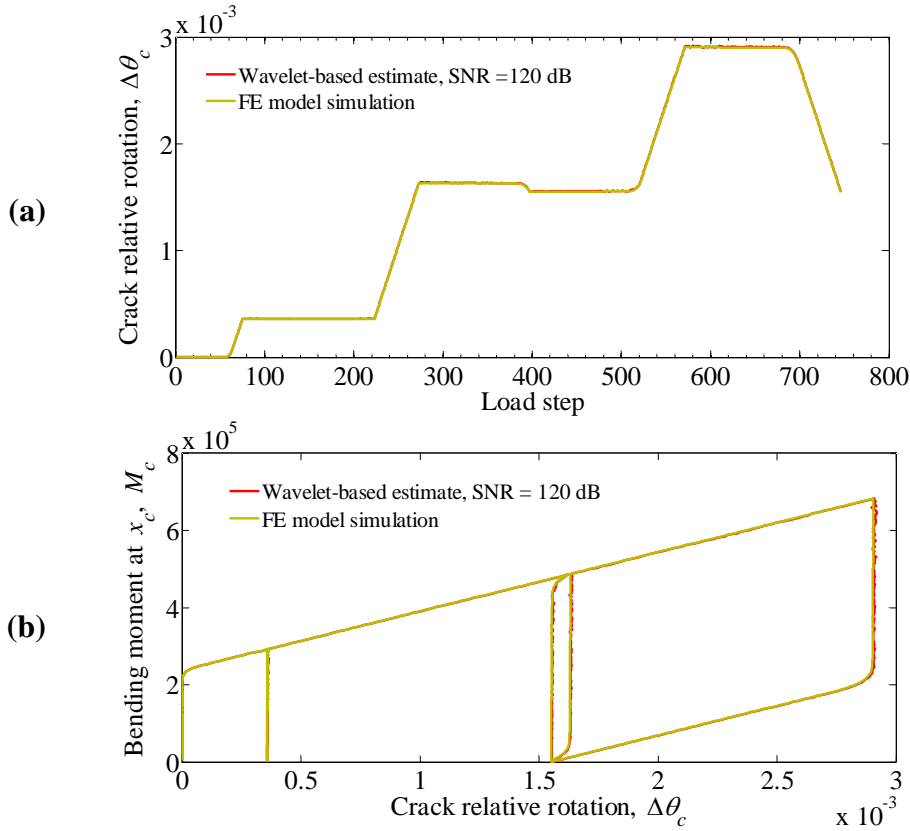 (a)
x 10⁻³
Crack relative rotation, Δθc
3
2
1
0
Wavelet-based estimate, SNR =120 dB
FE model simulation
0 100 200 300 400 500 600 700 800
Load step
(b)
x 10⁵
Bending moment at xc, Mc
8
6
4
2
0
Wavelet-based estimate, SNR = 120 dB
FE model simulation
0 0.5 1 1.5 2 2.5 3
Crack relative rotation, Δθc
x 10⁻³